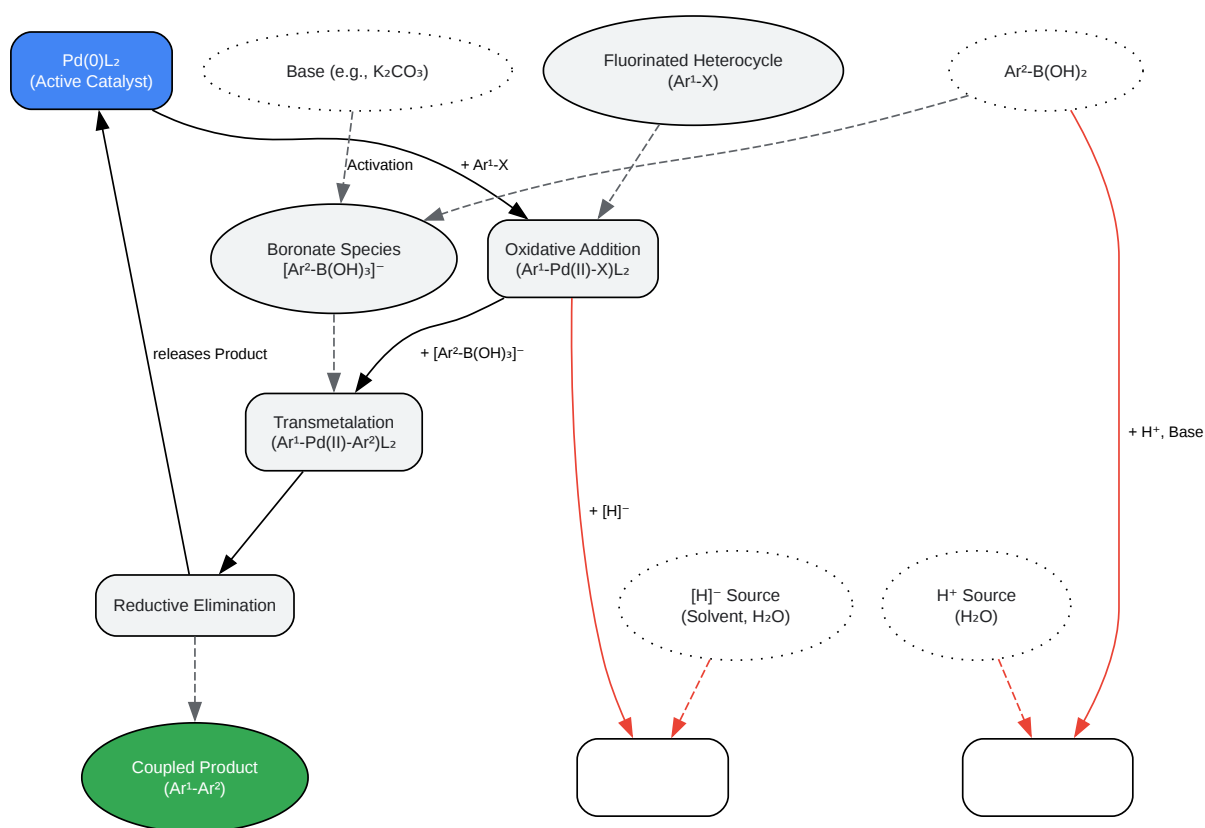 Pd(0)L₂
(Active Catalyst)
Base (e.g., K₂CO₃)
Fluorinated Heterocycle
(Ar¹-X)
Ar²-B(OH)₂
Activation
+ Ar¹-X
Boronate Species
[Ar²-B(OH)₃]⁻
Oxidative Addition
(Ar¹-Pd(II)-X)L₂
releases Product
+ [Ar²-B(OH)₃]⁻
Transmetalation
(Ar¹-Pd(II)-Ar²)L₂
+ H⁺, Base
+ [H]⁻
Reductive Elimination
[H]⁻ Source
(Solvent, H₂O)
H⁺ Source
(H₂O)
Coupled Product
(Ar¹-Ar²)